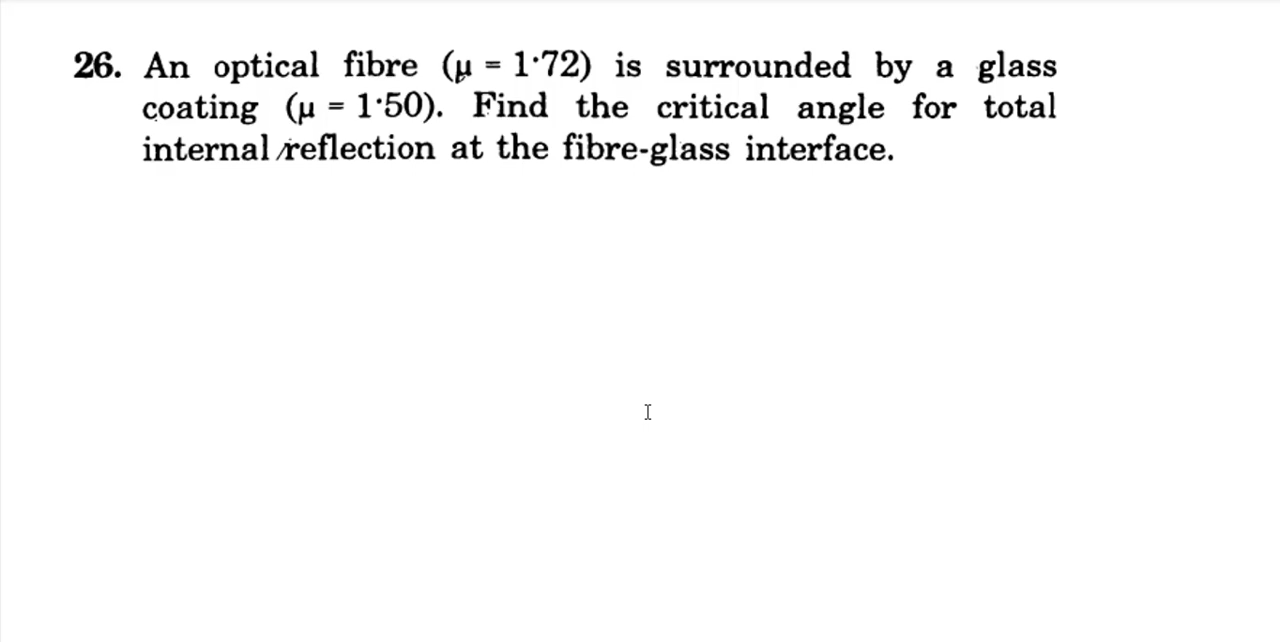 26. An optical fibre (μ = 1·72) is surrounded by a glass
coating (μ = 1·50). Find the critical angle for total
internal reflection at the fibre-glass interface.